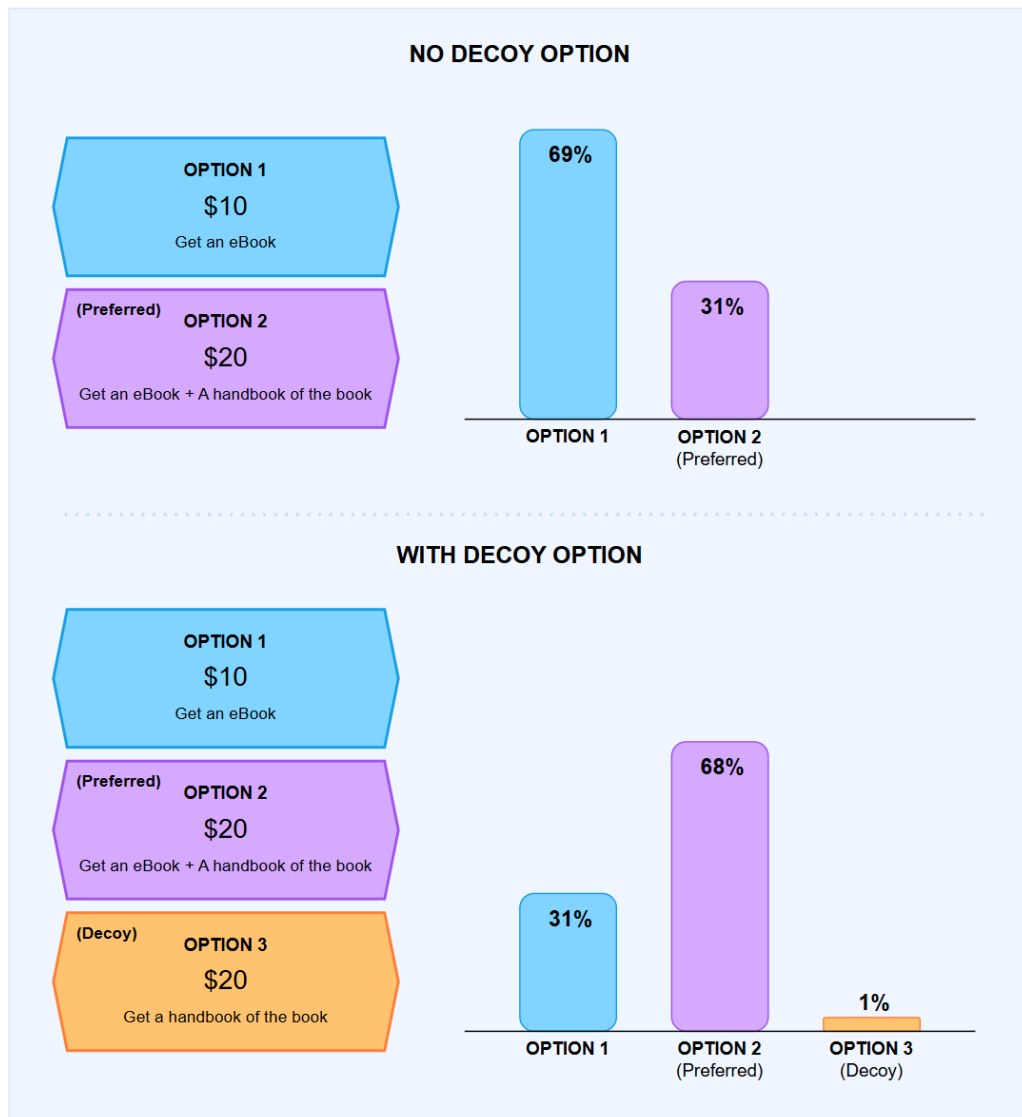 NO DECOY OPTION
OPTION 1
$10
Get an eBook
(Preferred)
OPTION 2
$20
Get an eBook + A handbook of the book
69%
31%
OPTION 1
OPTION 2
(Preferred)
WITH DECOY OPTION
OPTION 1
$10
Get an eBook
(Preferred)
OPTION 2
$20
Get an eBook + A handbook of the book
(Decoy)
OPTION 3
$20
Get a handbook of the book
31%
68%
1%
OPTION 1
OPTION 2
(Preferred)
OPTION 3
(Decoy)